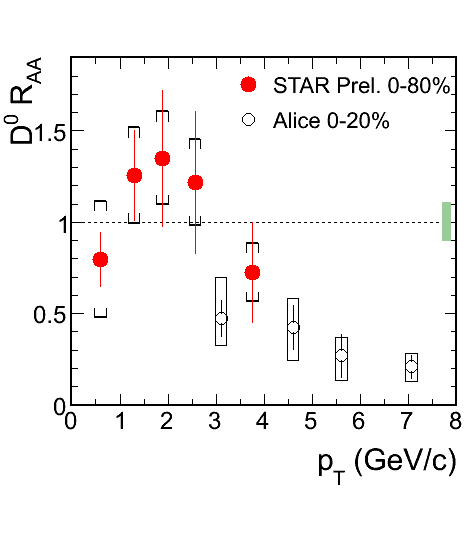 D0 RAA
STAR Prel. 0-80%
Alice 0-20%
1.5
1
0.5
0
0 1 2 3 4 5 6 7 8
pT (GeV/c)